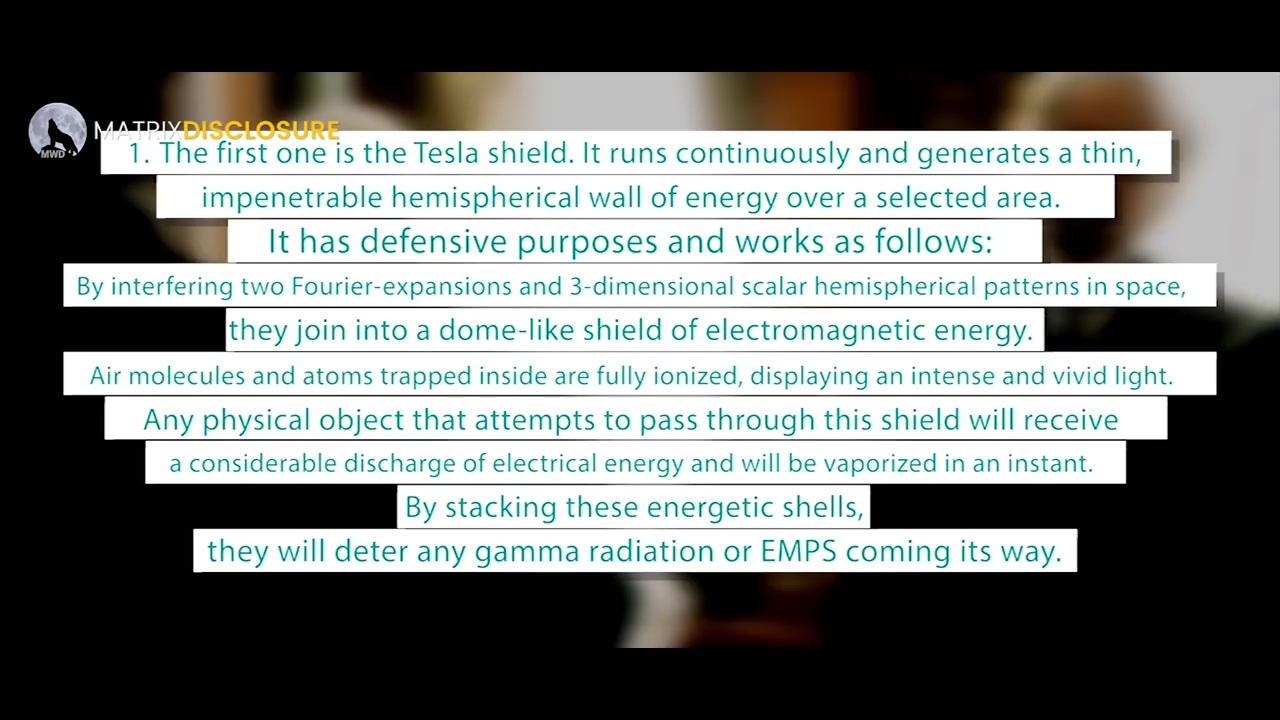 MATRIXDISCLOSURE
MWD
1. The first one is the Tesla shield. It runs continuously and generates a thin,
impenetrable hemispherical wall of energy over a selected area.
It has defensive purposes and works as follows:
By interfering two Fourier-expansions and 3-dimensional scalar hemispherical patterns in space,
they join into a dome-like shield of electromagnetic energy.
Air molecules and atoms trapped inside are fully ionized, displaying an intense and vivid light.
Any physical object that attempts to pass through this shield will receive
a considerable discharge of electrical energy and will be vaporized in an instant.
By stacking these energetic shells,
they will deter any gamma radiation or EMPS coming its way.